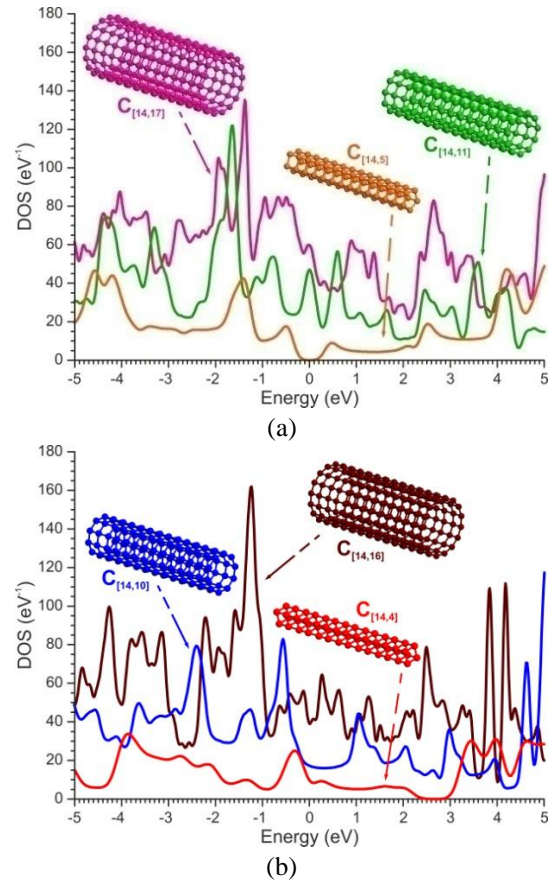 180
160
140
120
100
80
60
40
20
0
DOS (eV⁻¹)
C[14,17]
C[14,5]
C[14,11]
-5 -4 -3 -2 -1 0 1 2 3 4 5
Energy (eV)
(a)
180
160
140
120
100
80
60
40
20
0
DOS (eV⁻¹)
C[14,10]
C[14,16]
C[14,4]
-5 -4 -3 -2 -1 0 1 2 3 4 5
Energy (eV)
(b)